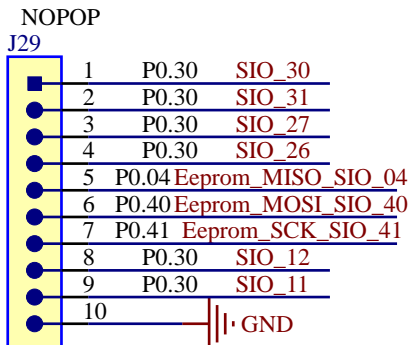 NOPOP
J29
1 P0.30 SIO_30
2 P0.30 SIO_31
3 P0.30 SIO_27
4 P0.30 SIO_26
5 P0.04 Eeprom_MISO_SIO_04
6 P0.40 Eeprom_MOSI_SIO_40
7 P0.41 Eeprom_SCK_SIO_41
8 P0.30 SIO_12
9 P0.30 SIO_11
10 GND